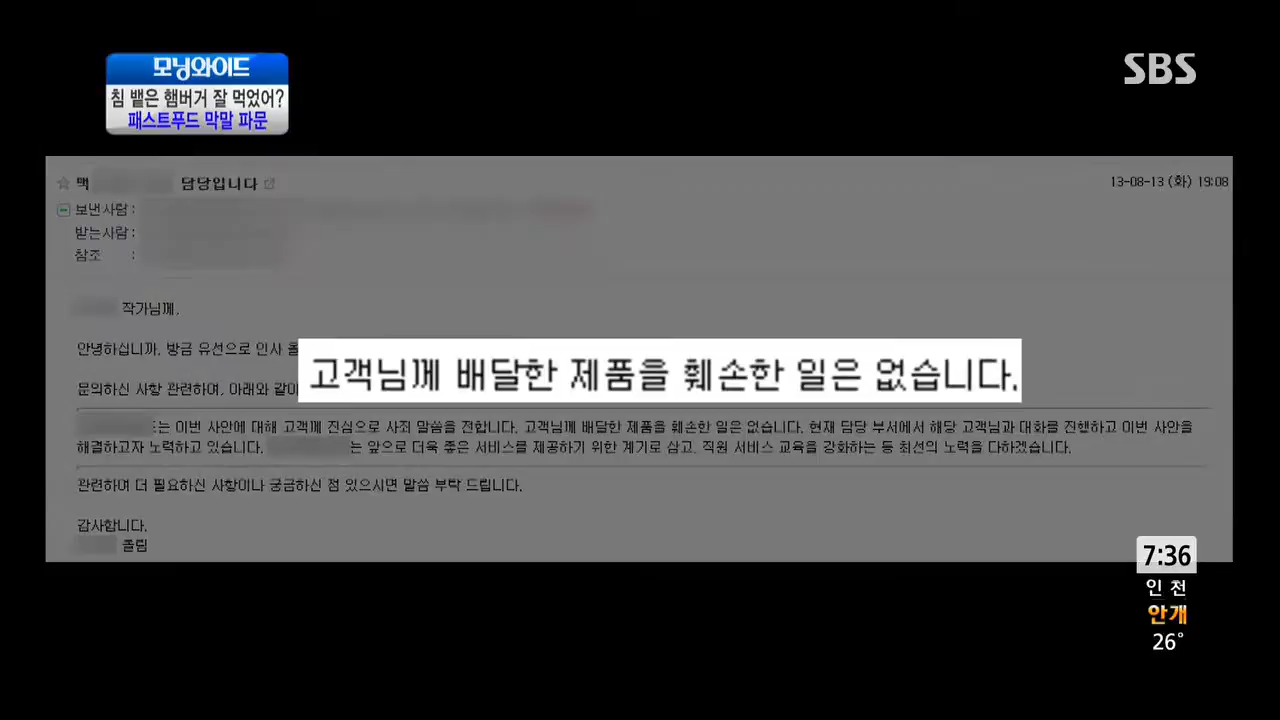 모닝와이드
침 뱉은 햄버거 잘 먹었어?
패스트푸드 막말 파문
SBS
맥 담당입니다
13-08-13 (화) 19:08
보낸사람 :
받는사람 :
참조 :
작가님께,
안녕하십니까, 방금 유선으로 인사
고객님께 배달한 제품을 훼손한 일은 없습니다.
문의하신 사항 관련하여, 아래와 같이
는 이번 사안에 대해 고객께 진심으로 사죄 말씀을 전합니다. 고객님께 배달한 제품을 훼손한 일은 없습니다. 현재 담당 부서에서 해당 고객님과 대화를 진행하고 이번 사안을
해결하고자 노력하고 있습니다. 는 앞으로 더욱 좋은 서비스를 제공하기 위한 계기로 삼고, 직원 서비스 교육을 강화하는 등 최선의 노력을 다하겠습니다.
관련하여 더 필요하신 사항이나 궁금하신 점 있으시면 말씀 부탁 드립니다.
감사합니다.
올림
7:36
인천
안개
26°